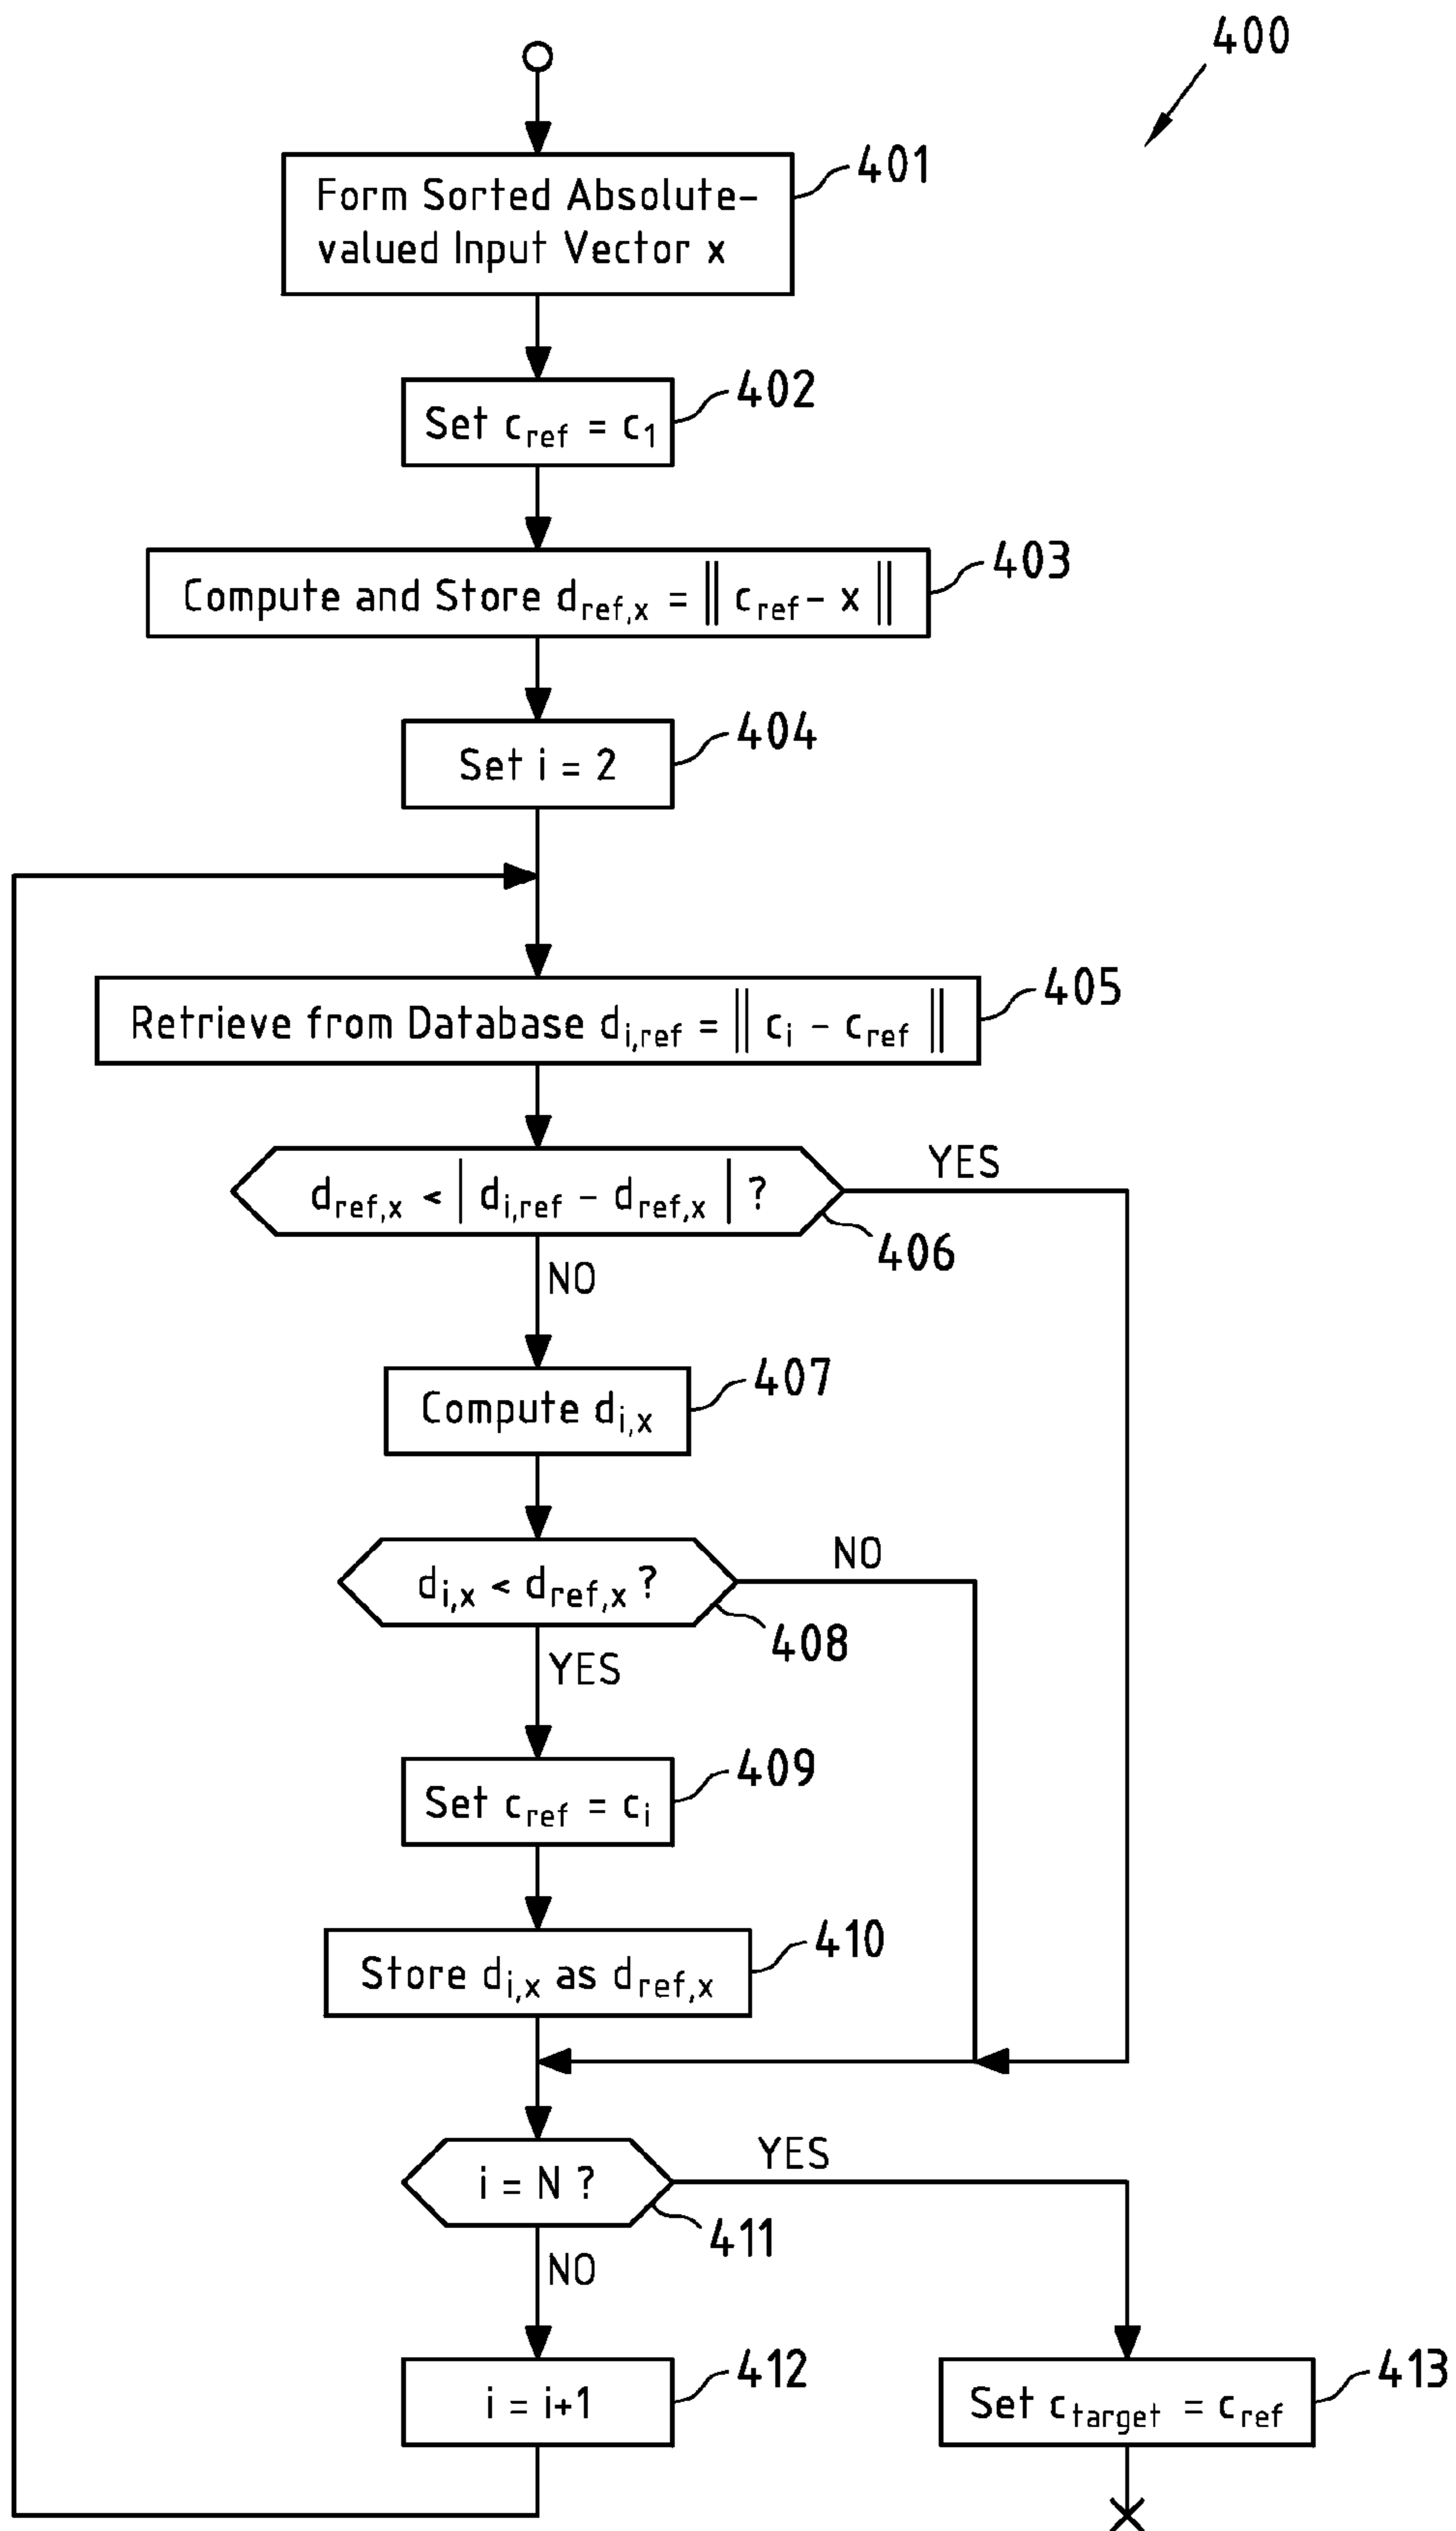 400
401
Form Sorted Absolute-
valued Input Vector x
402
Set c_ref = c_1
403
Compute and Store d_ref,x = || c_ref - x ||
404
Set i = 2
405
Retrieve from Database d_i,ref = || c_i - c_ref ||
d_ref,x < | d_i,ref - d_ref,x | ?
YES
406
NO
407
Compute d_i,x
d_i,x < d_ref,x ?
NO
408
YES
409
Set c_ref = c_i
410
Store d_i,x as d_ref,x
i = N ?
YES
411
NO
412
i = i+1
413
Set c_target = c_ref